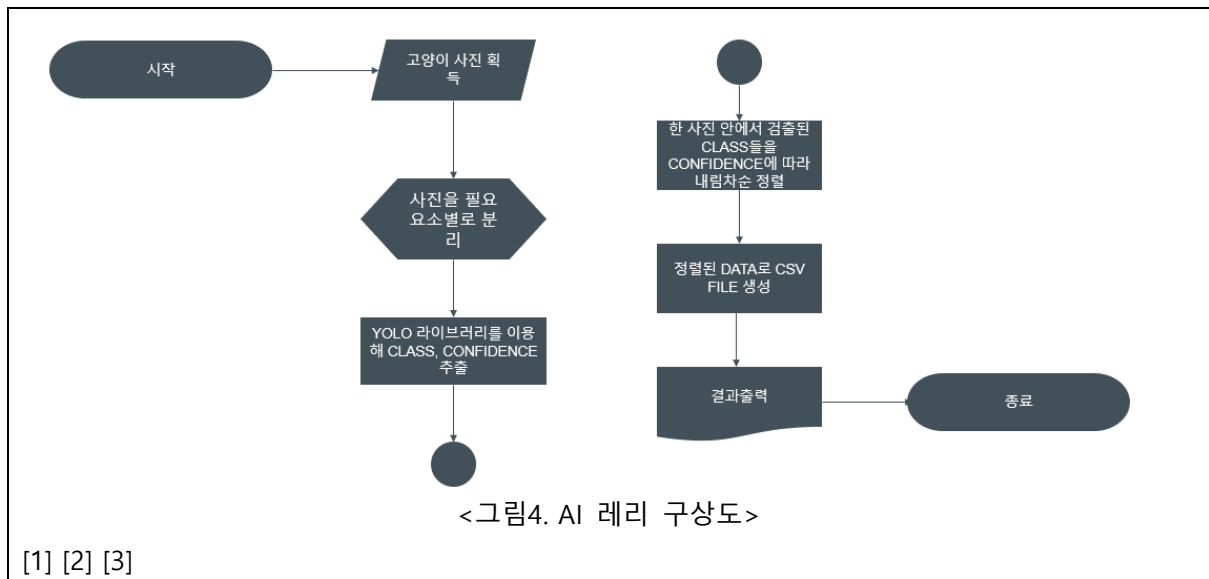 시작
고양이 사진 획
득
사진을 필요
요소별로 분
리
YOLO 라이브러리를 이용
해 CLASS, CONFIDENCE
추출
한 사진 안에서 검출된
CLASS들을
CONFIDENCE에 따라
내림차순 정렬
정렬된 DATA로 CSV
FILE 생성
결과출력
종료
<그림4. AI 레리 구상도>
[1] [2] [3]